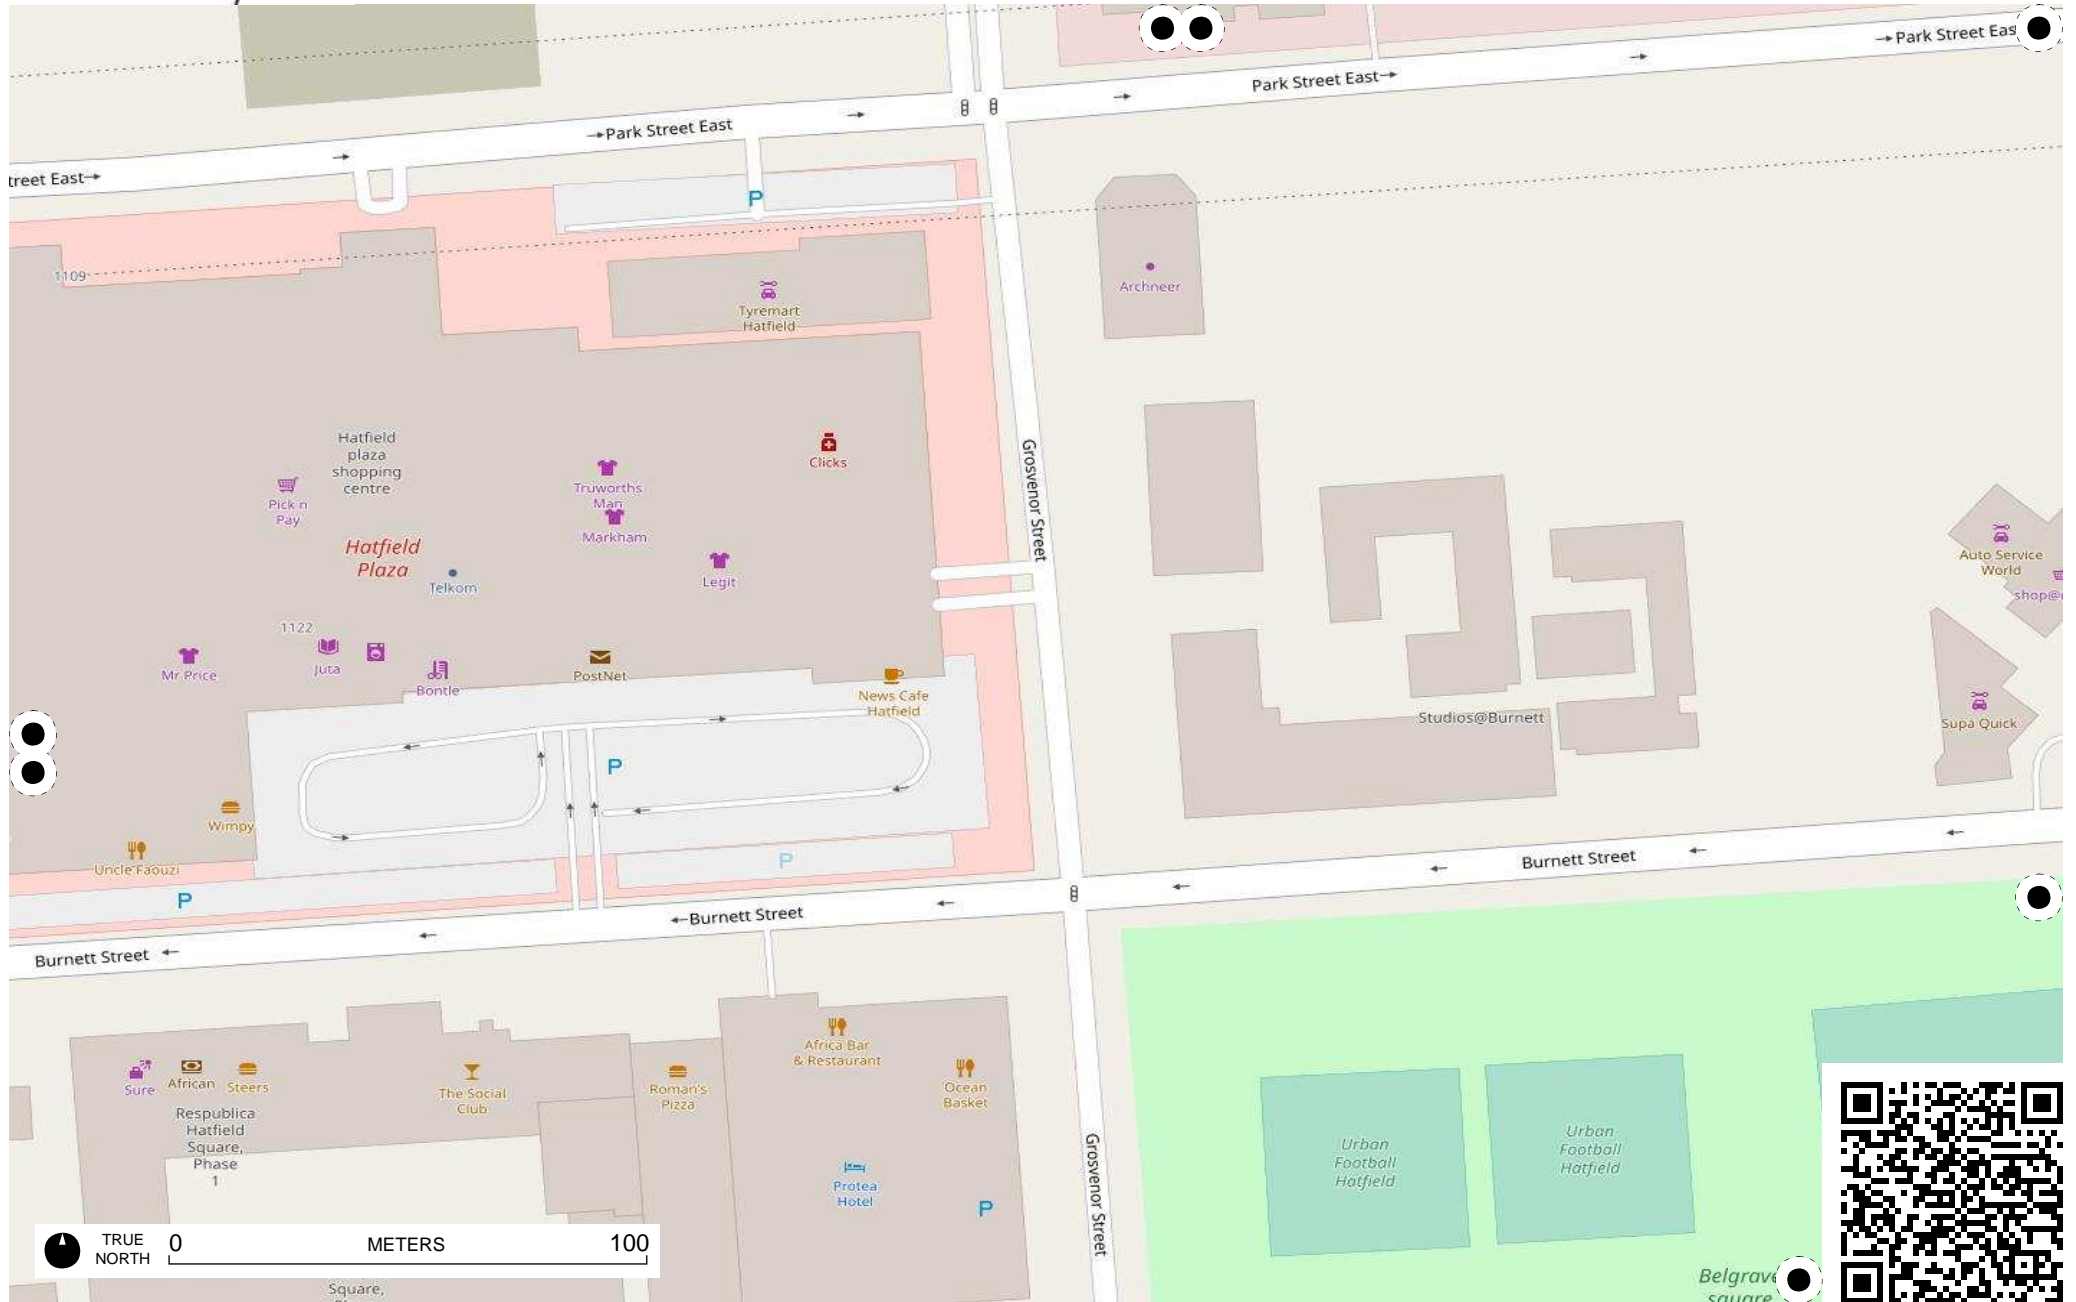 →Park Street East
Park Street East→
→Park Street East
treet East→
P
1109
Archneer
Tyremart
Hatfield
Hatfield
plaza
shopping
centre
Clicks
Truworths
Man
Pick n
Pay
Markham
Grosvenor Street
Hatfield
Plaza
Telkom
Legit
Auto Service
World
1122
Mr Price
Juta
Bontle
PostNet
News Cafe
Hatfield
Studios@Burnett
Supa Quick
P
Wimpy
Uncle Faouzi
P
P
Burnett Street
←Burnett Street
Burnett Street ←
Africa Bar
& Restaurant
Sure
African
Steers
The Social
Club
Roman's
Pizza
Ocean
Basket
Respublica
Hatfield
Square,
Phase
1
Urban
Football
Hatfield
Urban
Football
Hatfield
Protea
Hotel
P
Grosvenor Street
TRUE
NORTH
0 METERS 100
Square,
Belgrave
square